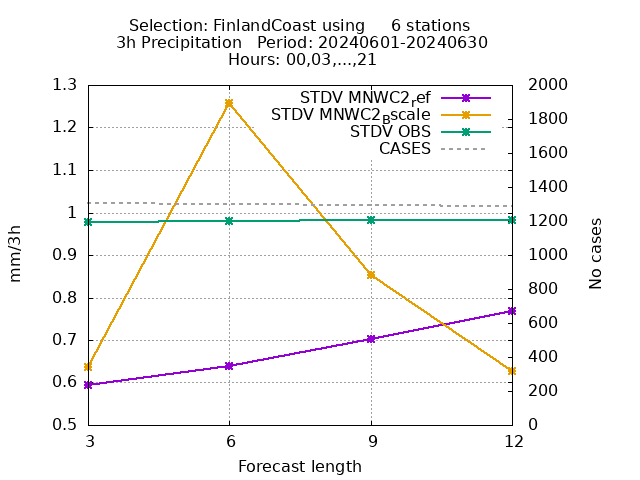 Selection: FinlandCoast using     6 stations
3h Precipitation   Period: 20240601-20240630
Hours: 00,03,...,21
STDV MNWC2ref
STDV MNWC2Bscale
STDV OBS
CASES
1.3
1.2
1.1
1
0.9
0.8
0.7
0.6
0.5
2000
1800
1600
1400
1200
1000
800
600
400
200
0
mm/3h
No cases
3 6 9 12
Forecast length